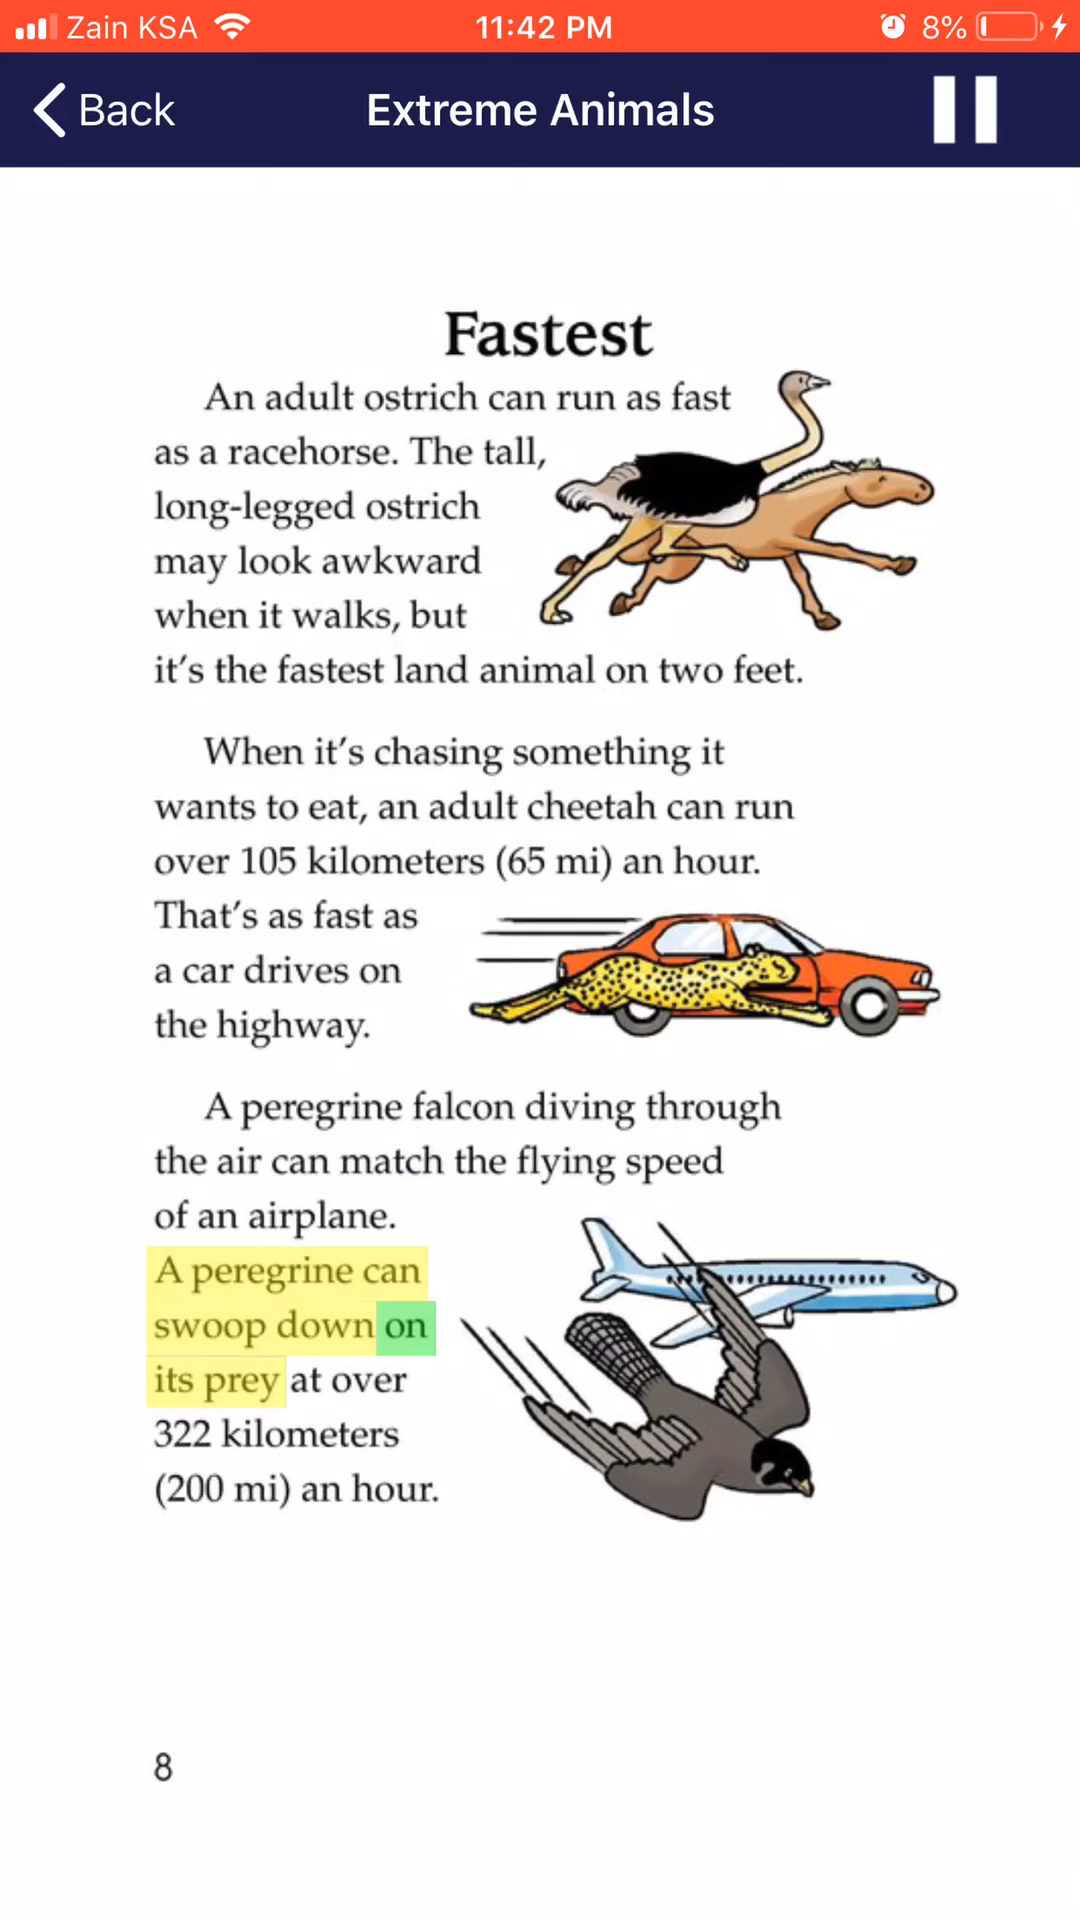 Zain KSA 11:42 PM 8%
Back Extreme Animals
Fastest
An adult ostrich can run as fast
as a racehorse. The tall,
long-legged ostrich
may look awkward
when it walks, but
it's the fastest land animal on two feet.
When it's chasing something it
wants to eat, an adult cheetah can run
over 105 kilometers (65 mi) an hour.
That's as fast as
a car drives on
the highway.
A peregrine falcon diving through
the air can match the flying speed
of an airplane.
A peregrine can
swoop down on
its prey at over
322 kilometers
(200 mi) an hour.
8